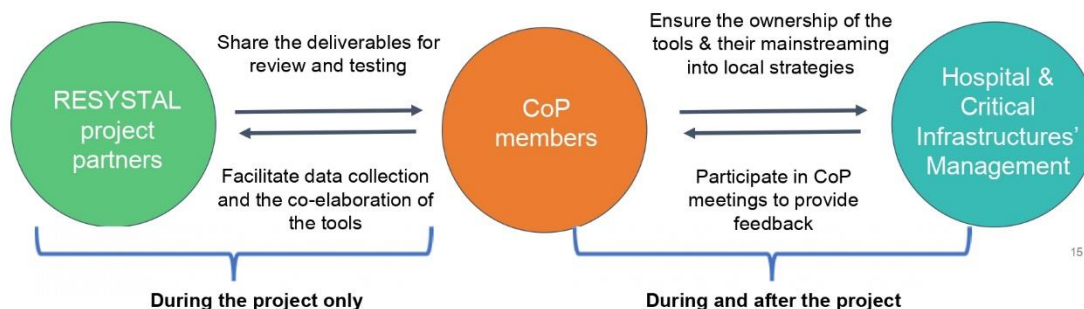 RESYSTAL
project
partners
Share the deliverables for
review and testing
Facilitate data collection
and the co-elaboration of
the tools
CoP
members
Ensure the ownership of the
tools & their mainstreaming
into local strategies
Participate in CoP
meetings to provide
feedback
Hospital &
Critical
Infrastructures’
Management
15
During the project only
During and after the project